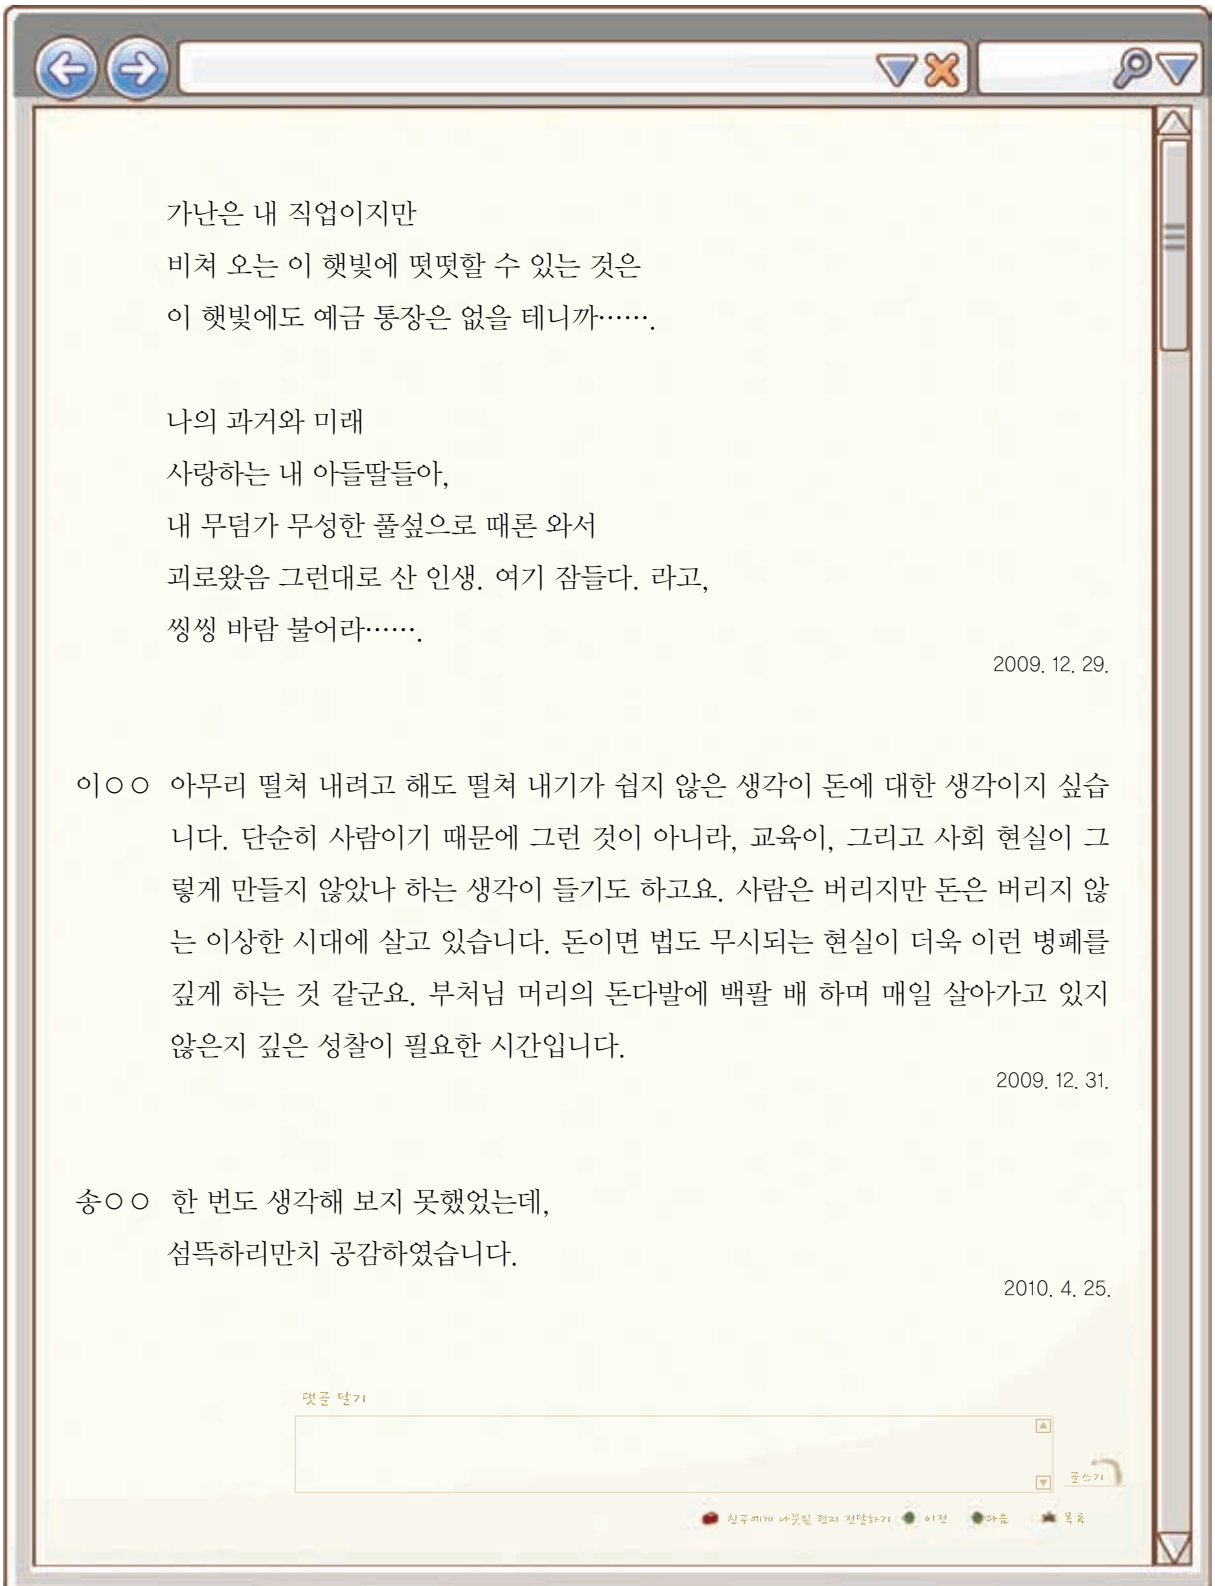 가난은 내 직업이지만
비쳐 오는 이 햇빛에 떳떳할 수 있는 것은
이 햇빛에도 예금 통장은 없을 테니까…….
나의 과거와 미래
사랑하는 내 아들딸들아,
내 무덤가 무성한 풀섶으로 때론 와서
괴로왔음 그런대로 산 인생. 여기 잠들다. 라고,
씽씽 바람 불어라…….
2009. 12. 29.
이○○ 아무리 떨쳐 내려고 해도 떨쳐 내기가 쉽지 않은 생각이 돈에 대한 생각이지 싶습
니다. 단순히 사람이기 때문에 그런 것이 아니라, 교육이, 그리고 사회 현실이 그
렇게 만들지 않았나 하는 생각이 들기도 하고요. 사람은 버리지만 돈은 버리지 않
는 이상한 시대에 살고 있습니다. 돈이면 법도 무시되는 현실이 더욱 이런 병폐를
깊게 하는 것 같군요. 부처님 머리의 돈다발에 백팔 배 하며 매일 살아가고 있지
않은지 깊은 성찰이 필요한 시간입니다.
2009. 12. 31.
송○○ 한 번도 생각해 보지 못했었는데,
섬뜩하리만치 공감하였습니다.
2010. 4. 25.
댓글 달기
글쓰기
친구에게 나뭇잎 편지 전달하기 이전 다음 목록